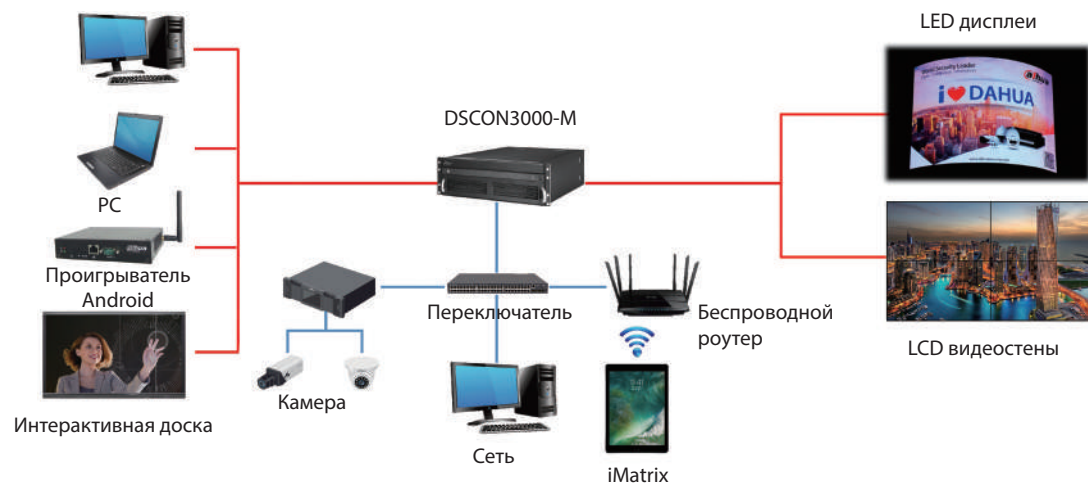 LED дисплеи
i DAHUA
DSCON3000-M
PC
Проигрыватель
Android
Переключатель
Беспроводной
роутер
LCD видеостены
Камера
Интерактивная доска
Сеть
iMatrix